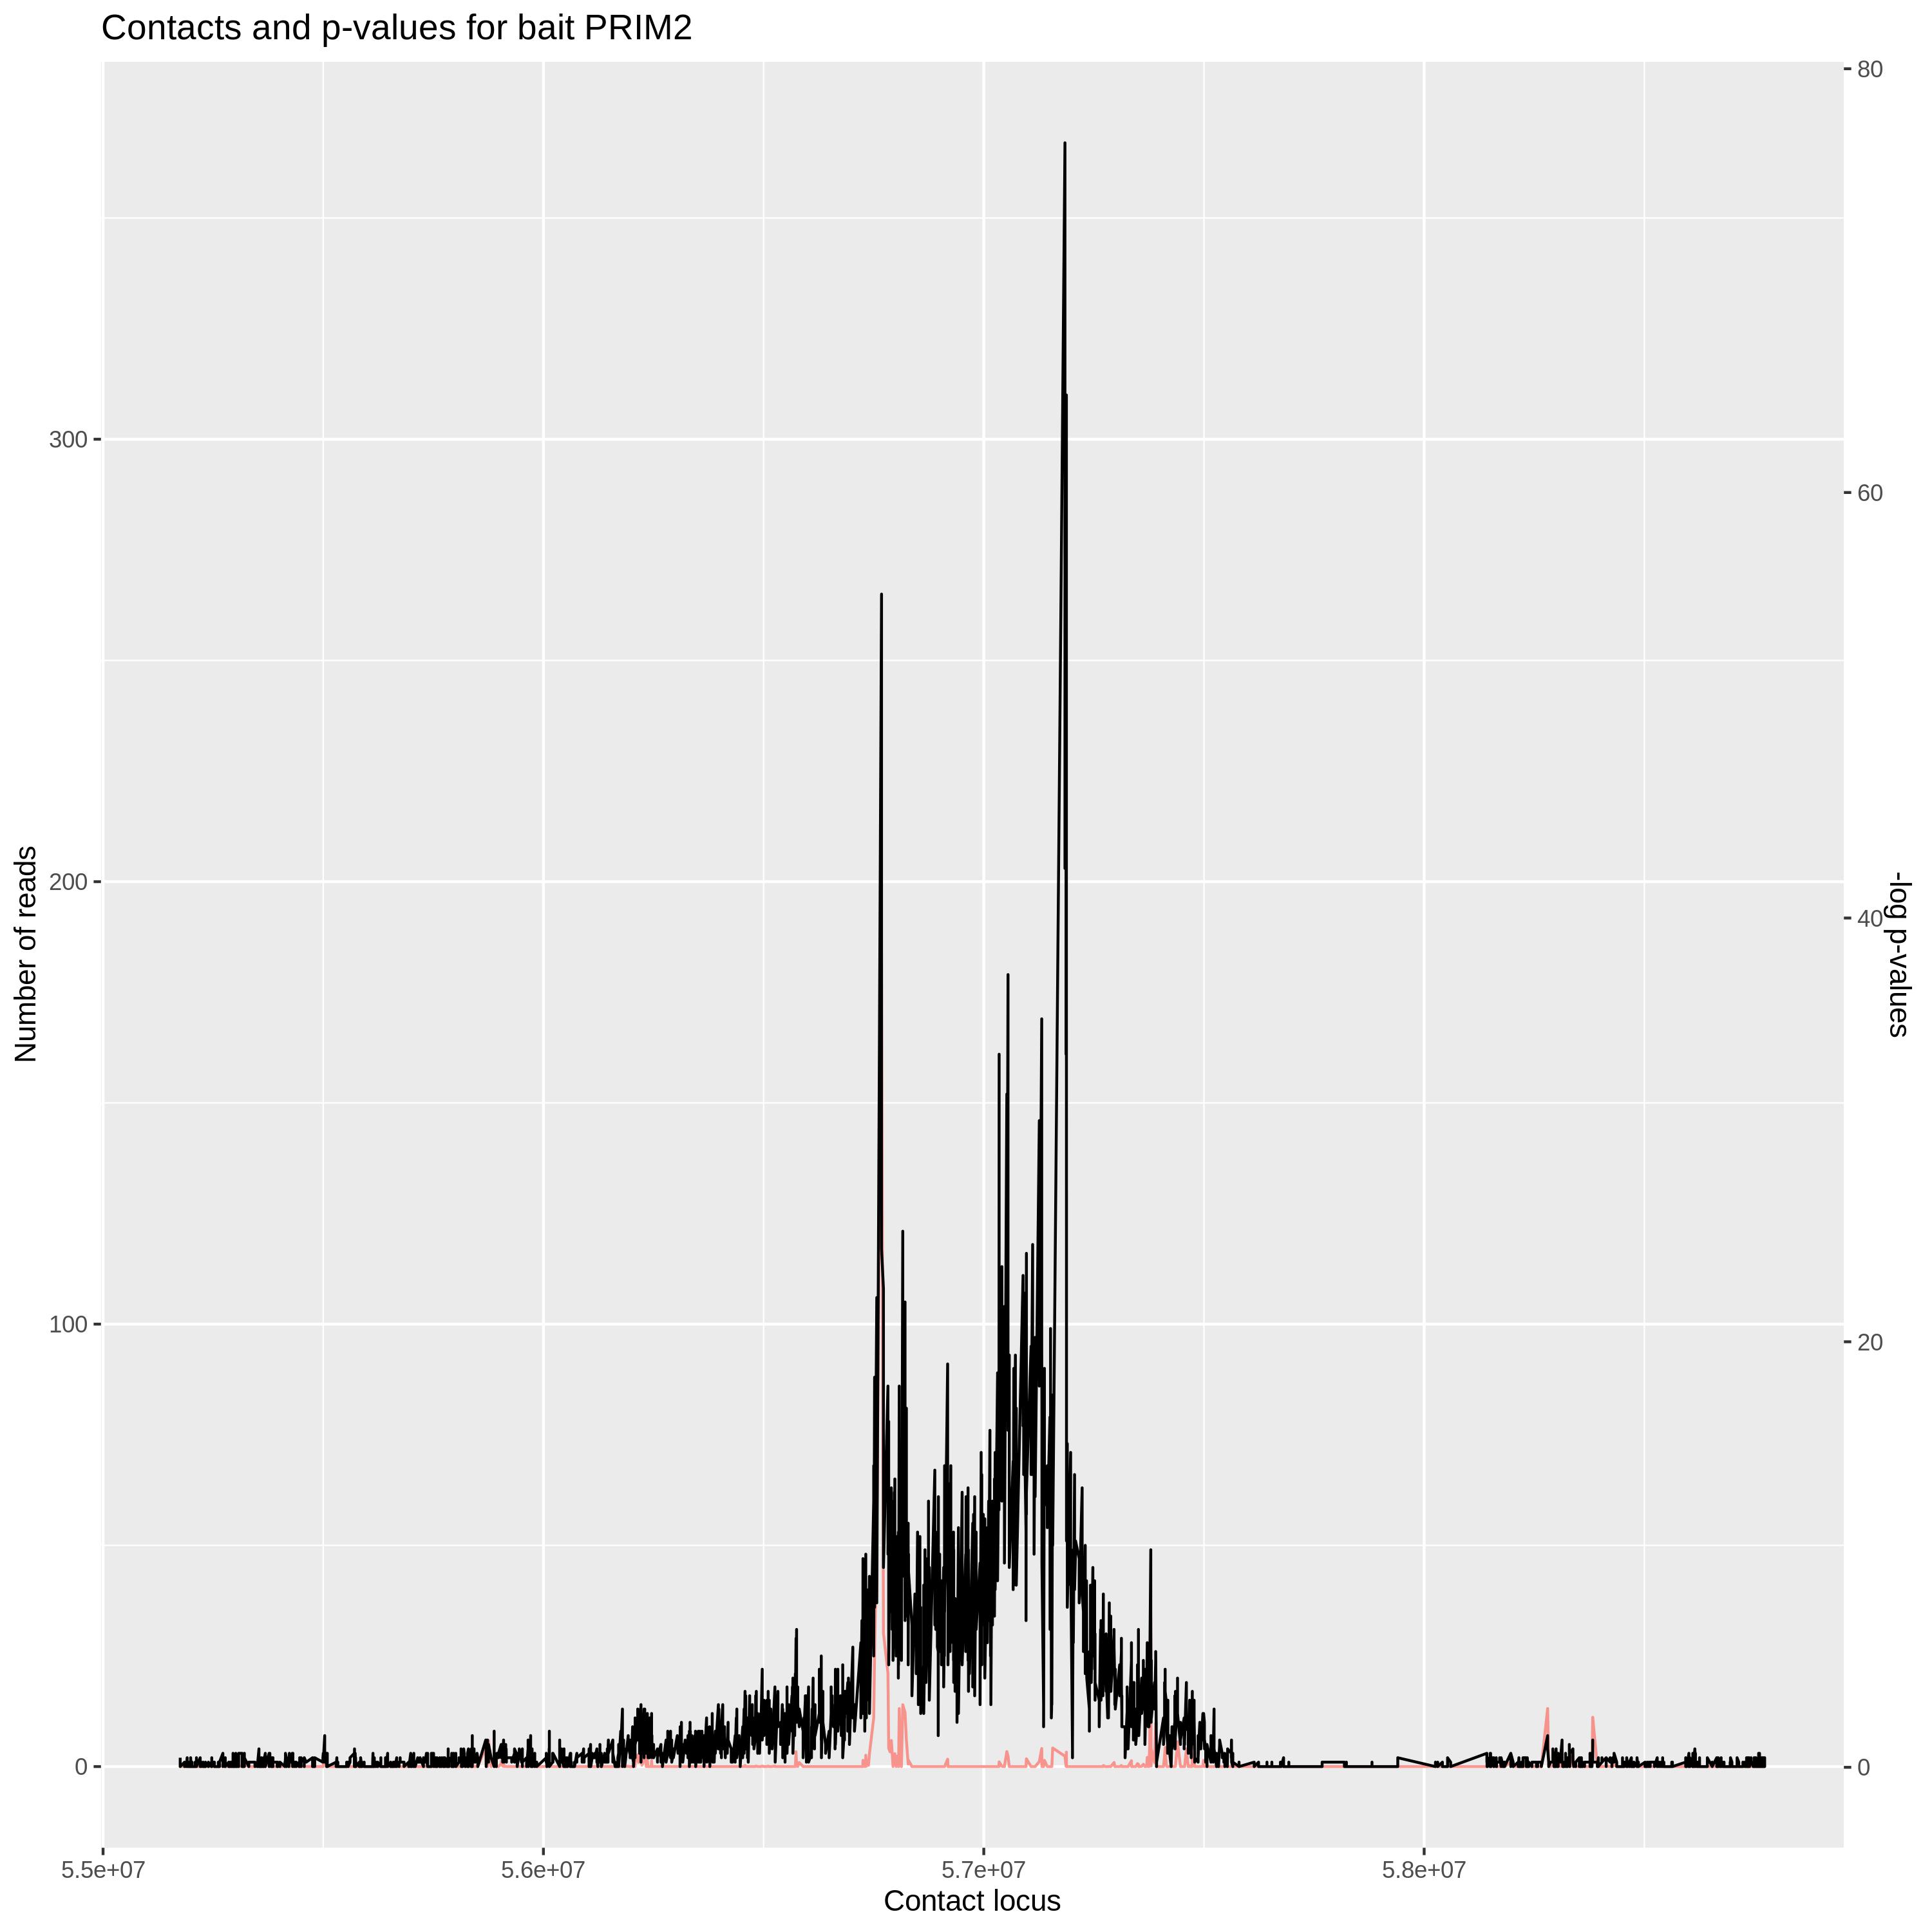 Contacts and p-values for bait PRIM2
80
300
60
Number of reads
200
40
-log p-values
100
20
0
0
5.5e+07
5.6e+07
5.7e+07
5.8e+07
Contact locus